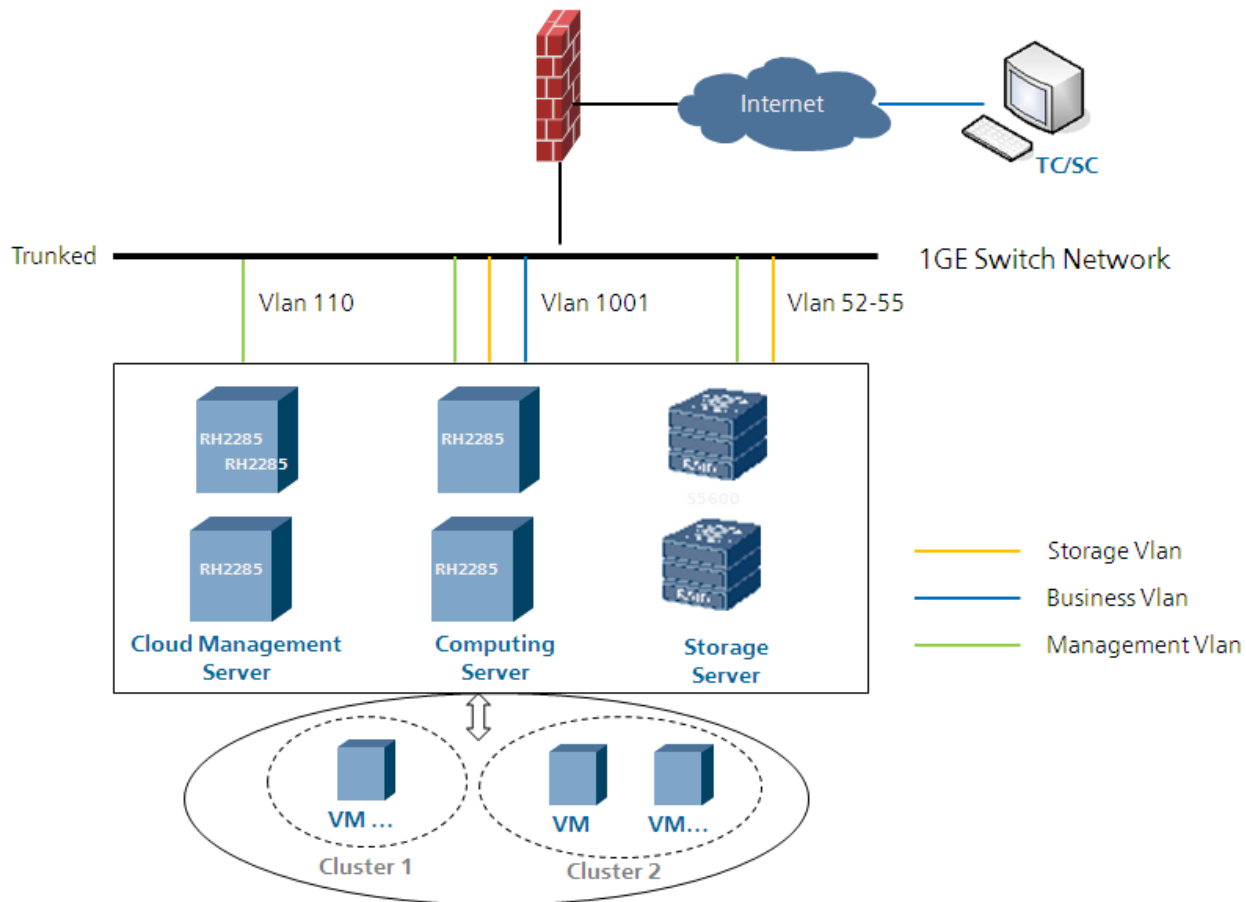 Internet
TC/SC
Trunked
1GE Switch Network
Vlan 110
Vlan 1001
Vlan 52-55
RH2285
RH2285
RH2285
S5600
RH2285
RH2285
Storage Vlan
Business Vlan
Management Vlan
Cloud Management
Server
Computing
Server
Storage
Server
VM ...
VM
VM...
Cluster 1
Cluster 2